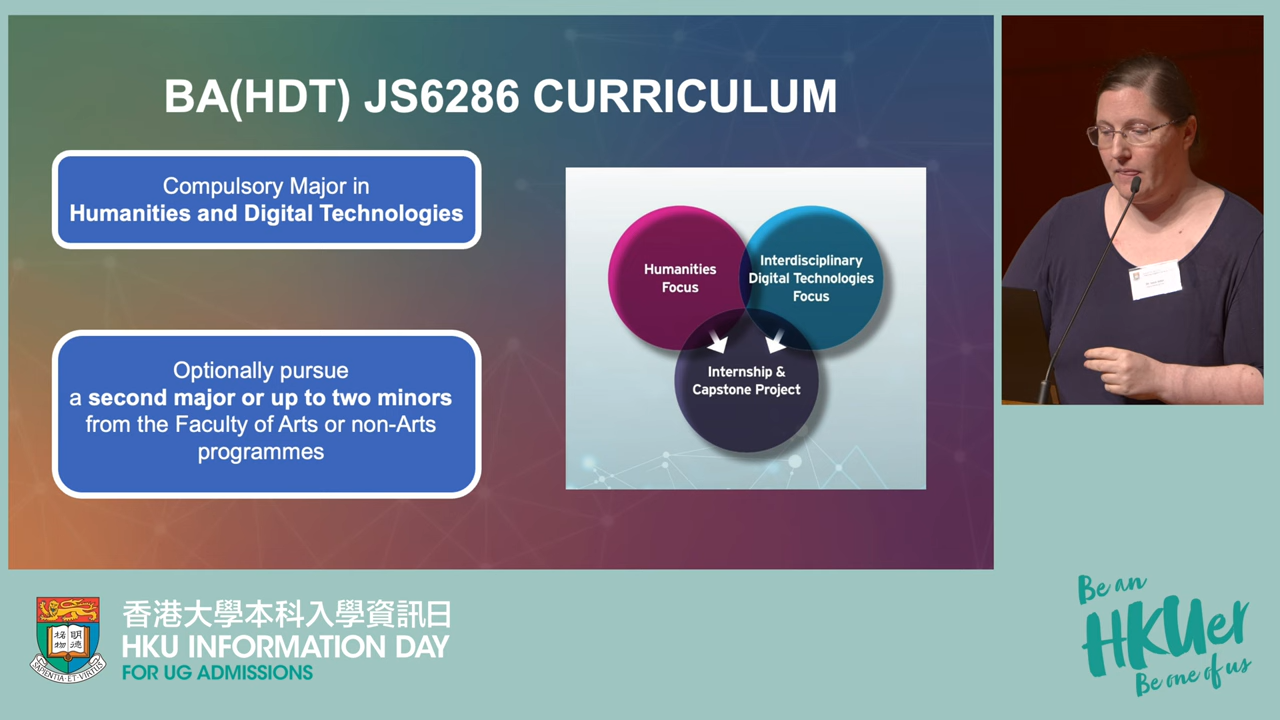 BA(HDT) JS6286 CURRICULUM
Compulsory Major in
Humanities and Digital Technologies
Optionally pursue
a second major or up to two minors
from the Faculty of Arts or non-Arts
programmes
Humanities
Focus
Interdisciplinary
Digital Technologies
Focus
Internship &
Capstone Project
香港大學本科入學資訊日
HKU INFORMATION DAY
FOR UG ADMISSIONS
SAPIENTIA ET VIRTUS
Be an
HKUer
Be one of us